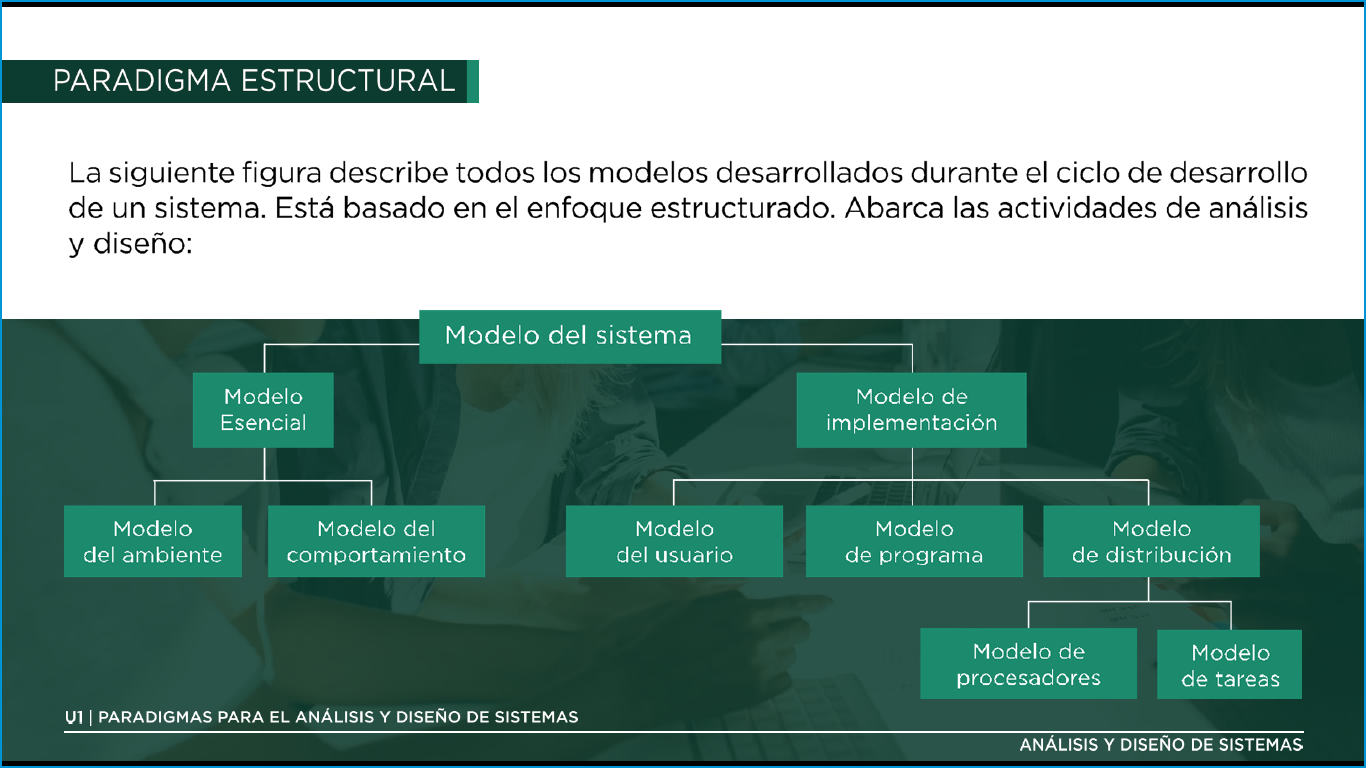 PARADIGMA ESTRUCTURAL
La siguiente figura describe todos los modelos desarrollados durante el ciclo de desarrollo
de un sistema. Está basado en el enfoque estructurado. Abarca las actividades de análisis
y diseño:
Modelo del sistema
Modelo
Esencial
Modelo de
implementación
Modelo
del ambiente
Modelo del
comportamiento
Modelo
del usuario
Modelo
de programa
Modelo
de distribución
Modelo de
procesadores
Modelo
de tareas
U1 | PARADIGMAS PARA EL ANÁLISIS Y DISEÑO DE SISTEMAS
ANÁLISIS Y DISEÑO DE SISTEMAS